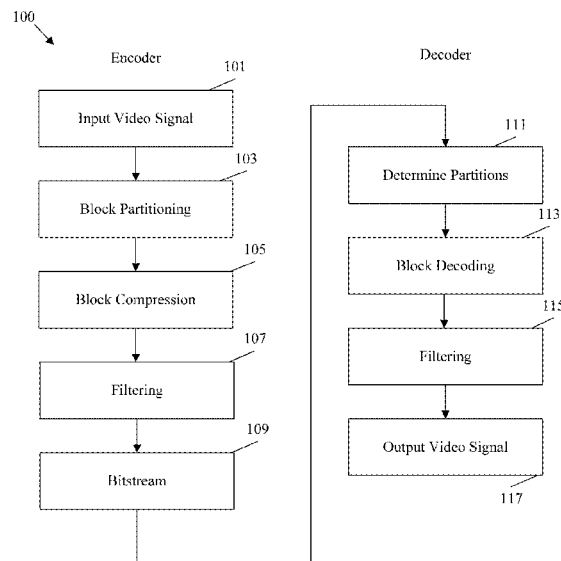 100
Encoder
101
Input Video Signal
103
Block Partitioning
105
Block Compression
107
Filtering
109
Bitstream
Decoder
111
Determine Partitions
113
Block Decoding
115
Filtering
Output Video Signal
117